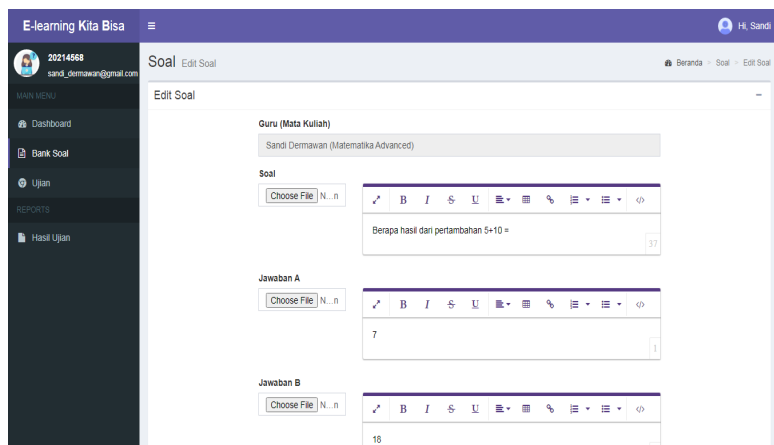 E-learning Kita Bisa
Hi, Sandi
20214568
sandi_dermawan@gmail.com
Soal Edit Soal
Beranda > Soal > Edit Soal
MAIN MENU
Dashboard
Bank Soal
Ujian
REPORTS
Hasil Ujian
Edit Soal
Guru (Mata Kuliah)
Sandi Dermawan (Matematika Advanced)
Soal
Choose File N...n
B I S U
Berapa hasil dari pertambahan 5+10 =
37
Jawaban A
Choose File N...n
B I S U
7
1
Jawaban B
Choose File N...n
B I S U
18